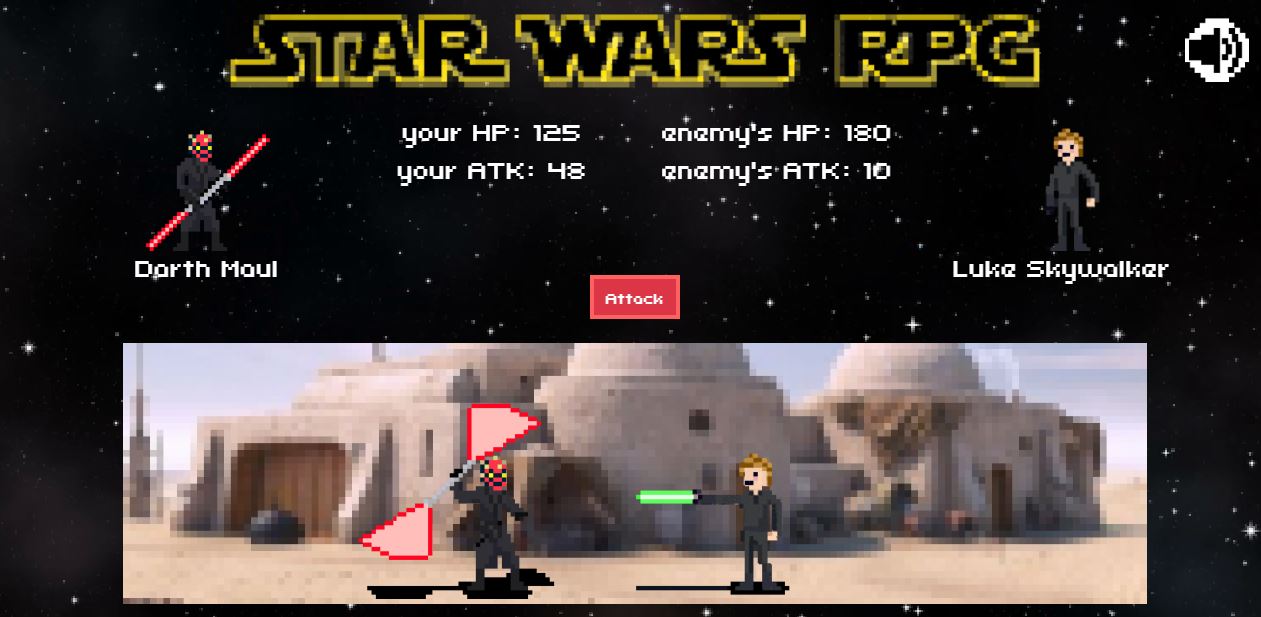 STAR WARS RPG
your HP: 125 enemy's HP: 180
your ATK: 48 enemy's ATK: 10
Darth Maul
Luke Skywalker
Attack